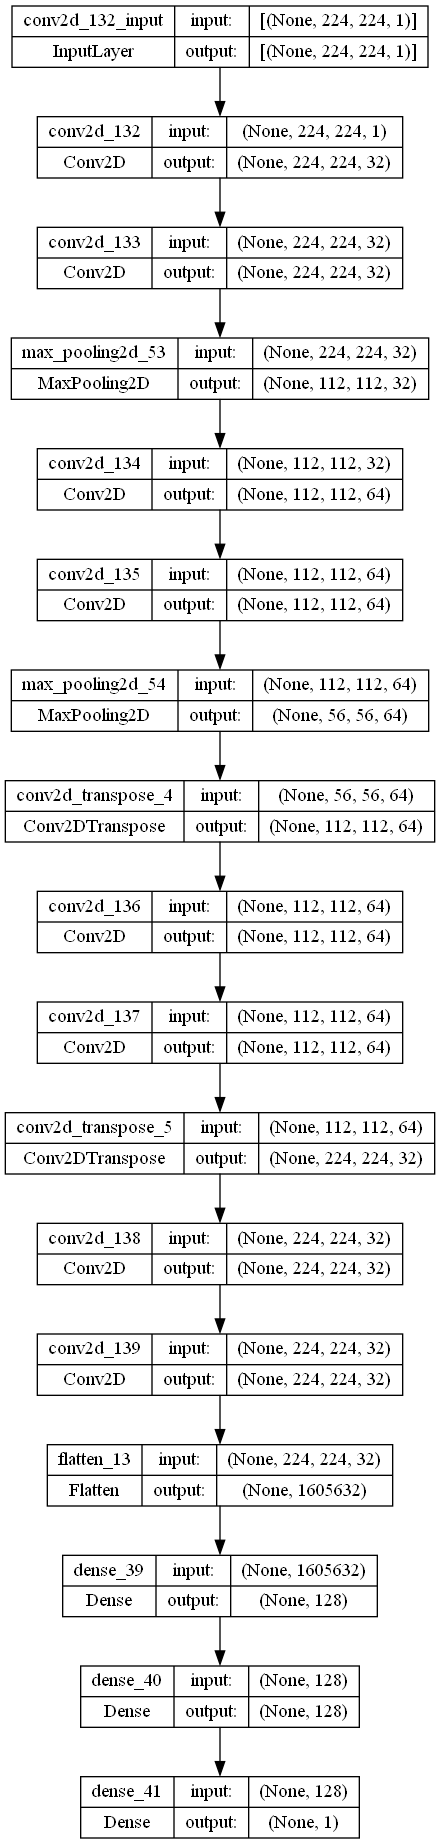 conv2d_132_input input: [(None, 224, 224, 1)]
InputLayer output: [(None, 224, 224, 1)]
conv2d_132 input: (None, 224, 224, 1)
Conv2D output: (None, 224, 224, 32)
conv2d_133 input: (None, 224, 224, 32)
Conv2D output: (None, 224, 224, 32)
max_pooling2d_53 input: (None, 224, 224, 32)
MaxPooling2D output: (None, 112, 112, 32)
conv2d_134 input: (None, 112, 112, 32)
Conv2D output: (None, 112, 112, 64)
conv2d_135 input: (None, 112, 112, 64)
Conv2D output: (None, 112, 112, 64)
max_pooling2d_54 input: (None, 112, 112, 64)
MaxPooling2D output: (None, 56, 56, 64)
conv2d_transpose_4 input: (None, 56, 56, 64)
Conv2DTranspose output: (None, 112, 112, 64)
conv2d_136 input: (None, 112, 112, 64)
Conv2D output: (None, 112, 112, 64)
conv2d_137 input: (None, 112, 112, 64)
Conv2D output: (None, 112, 112, 64)
conv2d_transpose_5 input: (None, 112, 112, 64)
Conv2DTranspose output: (None, 224, 224, 32)
conv2d_138 input: (None, 224, 224, 32)
Conv2D output: (None, 224, 224, 32)
conv2d_139 input: (None, 224, 224, 32)
Conv2D output: (None, 224, 224, 32)
flatten_13 input: (None, 224, 224, 32)
Flatten output: (None, 1605632)
dense_39 input: (None, 1605632)
Dense output: (None, 128)
dense_40 input: (None, 128)
Dense output: (None, 128)
dense_41 input: (None, 128)
Dense output: (None, 1)